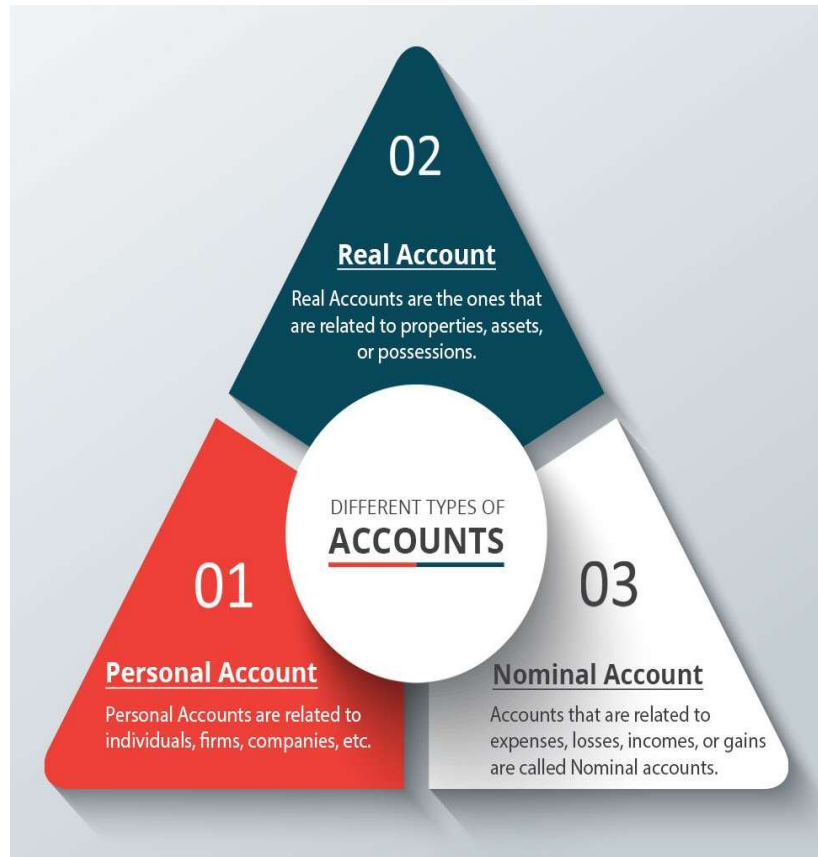 02
Real Account
Real Accounts are the ones that
are related to properties, assets,
or possessions.
DIFFERENT TYPES OF
ACCOUNTS
01
Personal Account
Personal Accounts are related to
individuals, firms, companies, etc.
03
Nominal Account
Accounts that are related to
expenses, losses, incomes, or gains
are called Nominal accounts.